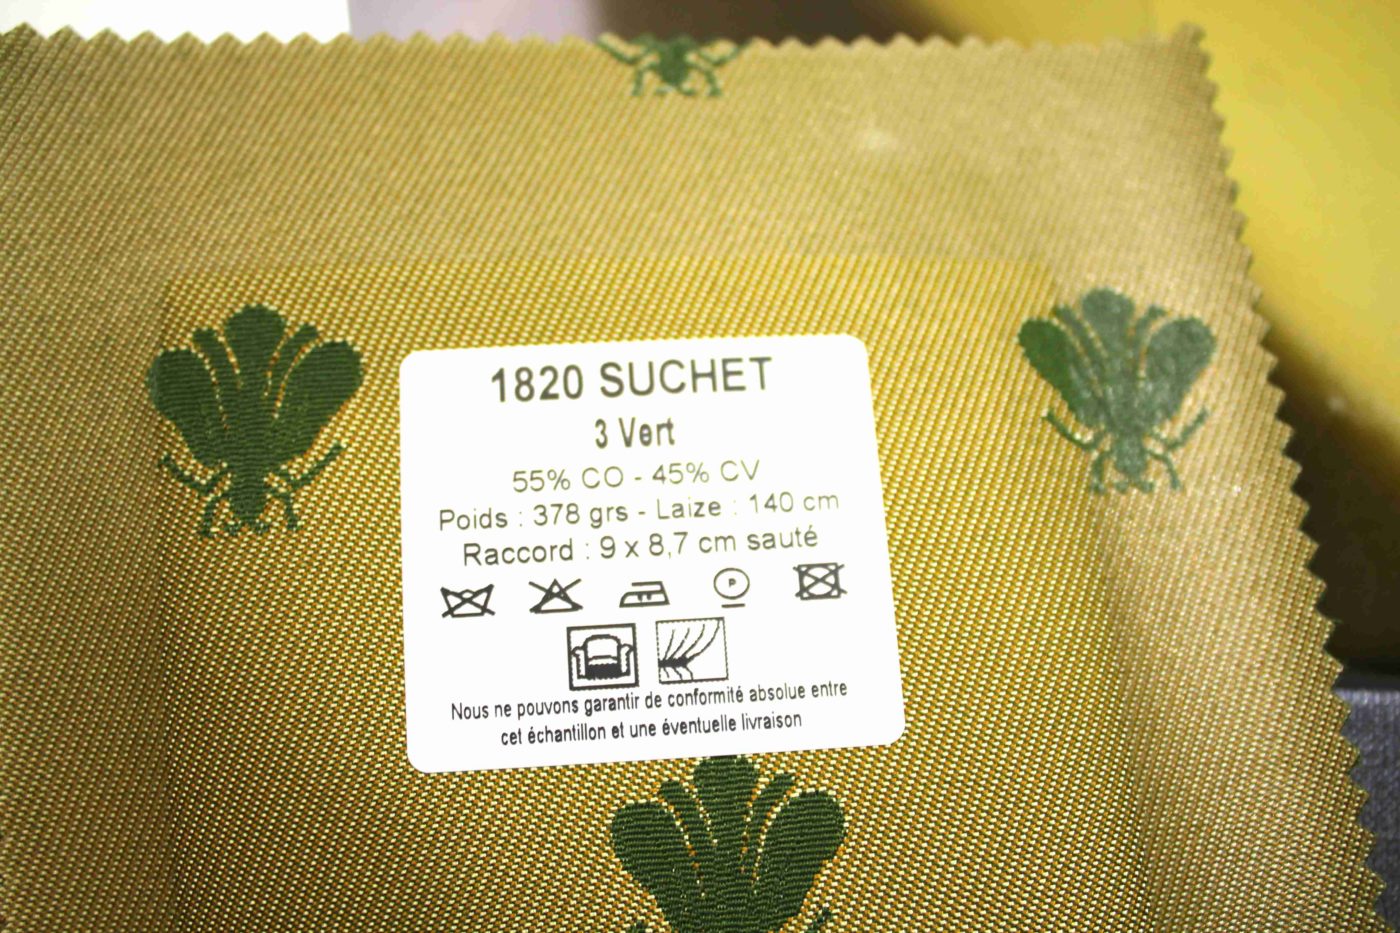 1820 SUCHET
3 Vert
55% CO - 45% CV
Poids : 378 grs - Laize : 140 cm
Raccord : 9 x 8,7 cm sauté
P
Nous ne pouvons garantir de conformité absolue entre
cet échantillon et une éventuelle livraison